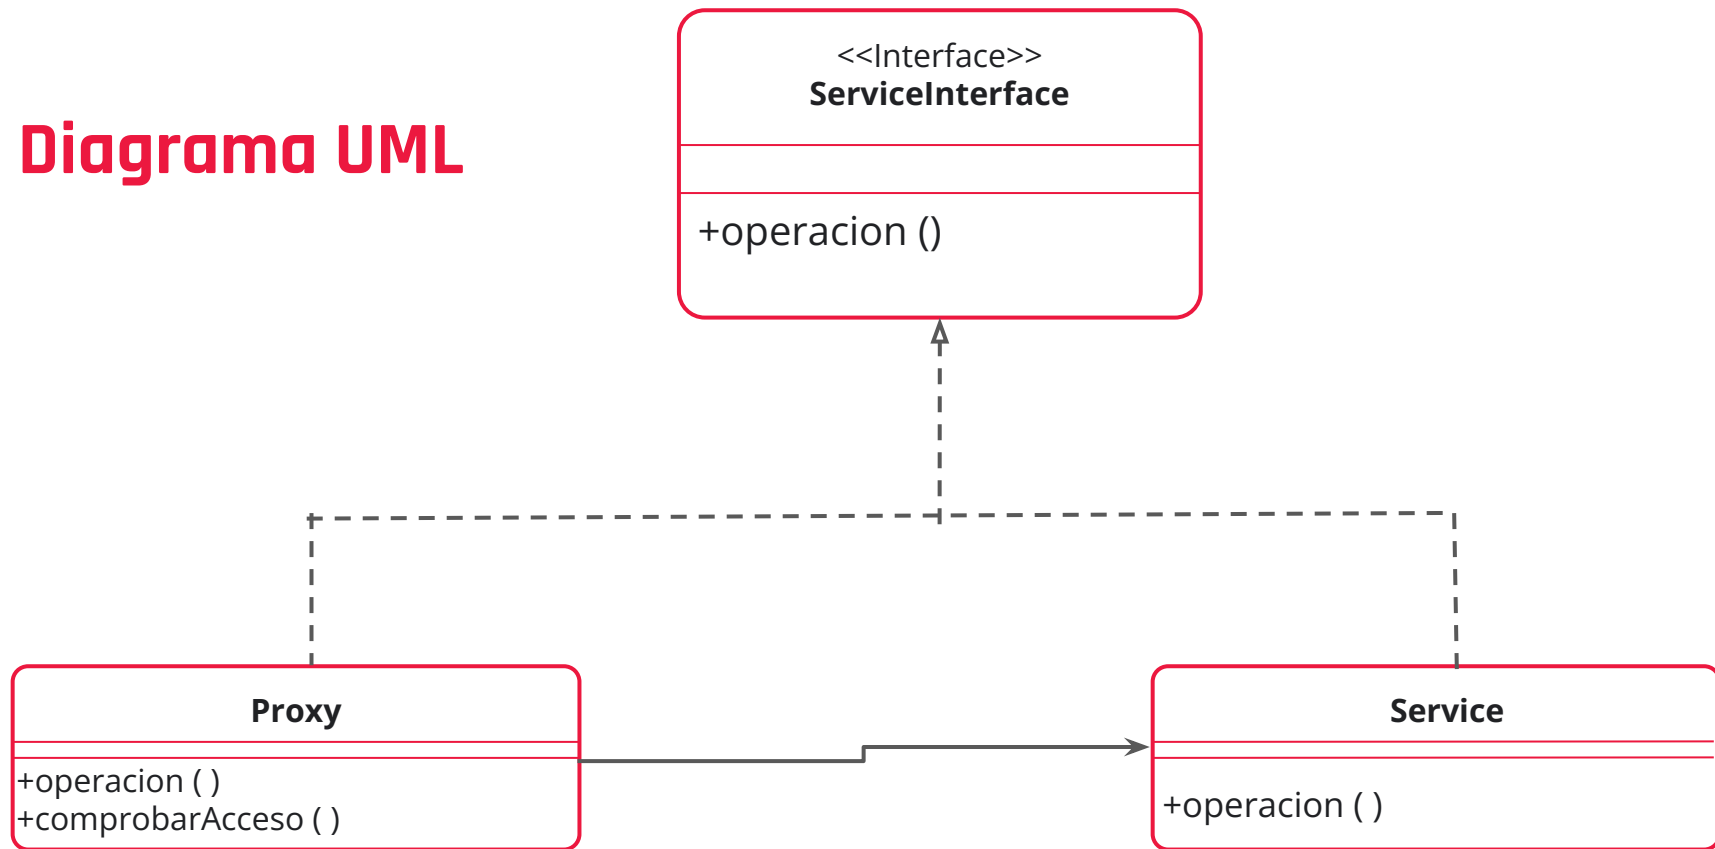 Diagrama UML
<<Interface>>
ServiceInterface
+operacion ()
Proxy
+operacion ( )
+comprobarAcceso ( )
Service
+operacion ( )